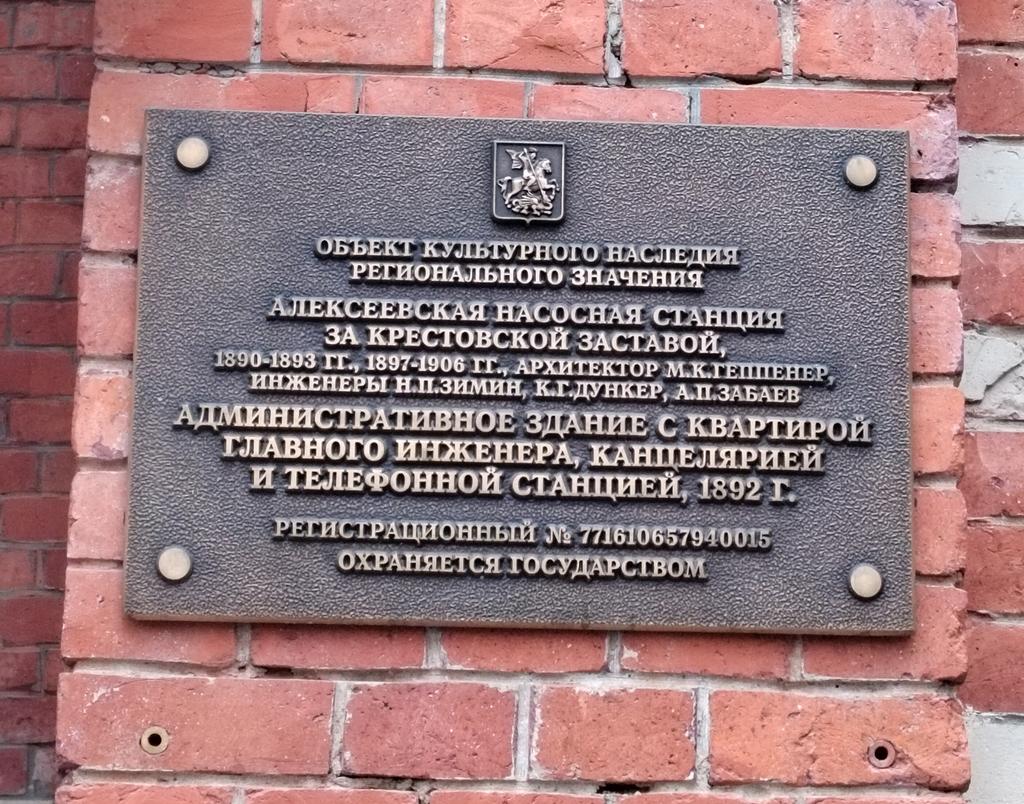 ОБЪЕКТ КУЛЬТУРНОГО НАСЛЕДИЯ
РЕГИОНАЛЬНОГО ЗНАЧЕНИЯ
АЛЕКСЕЕВСКАЯ НАСОСНАЯ СТАНЦИЯ
ЗА КРЕСТОВСКОЙ ЗАСТАВОЙ,
1890-1893 ГГ., 1897-1906 ГГ., АРХИТЕКТОР М.К.ГЕППЕНЕР,
ИНЖЕНЕРЫ Н.П.ЗИМИН, К.Г.ДУНКЕР, А.П.ЗАБАЕВ
АДМИНИСТРАТИВНОЕ ЗДАНИЕ С КВАРТИРОЙ
ГЛАВНОГО ИНЖЕНЕРА, КАНЦЕЛЯРИЕЙ
И ТЕЛЕФОННОЙ СТАНЦИЕЙ, 1892 Г.
РЕГИСТРАЦИОННЫЙ № 771610657940015
ОХРАНЯЕТСЯ ГОСУДАРСТВОМ